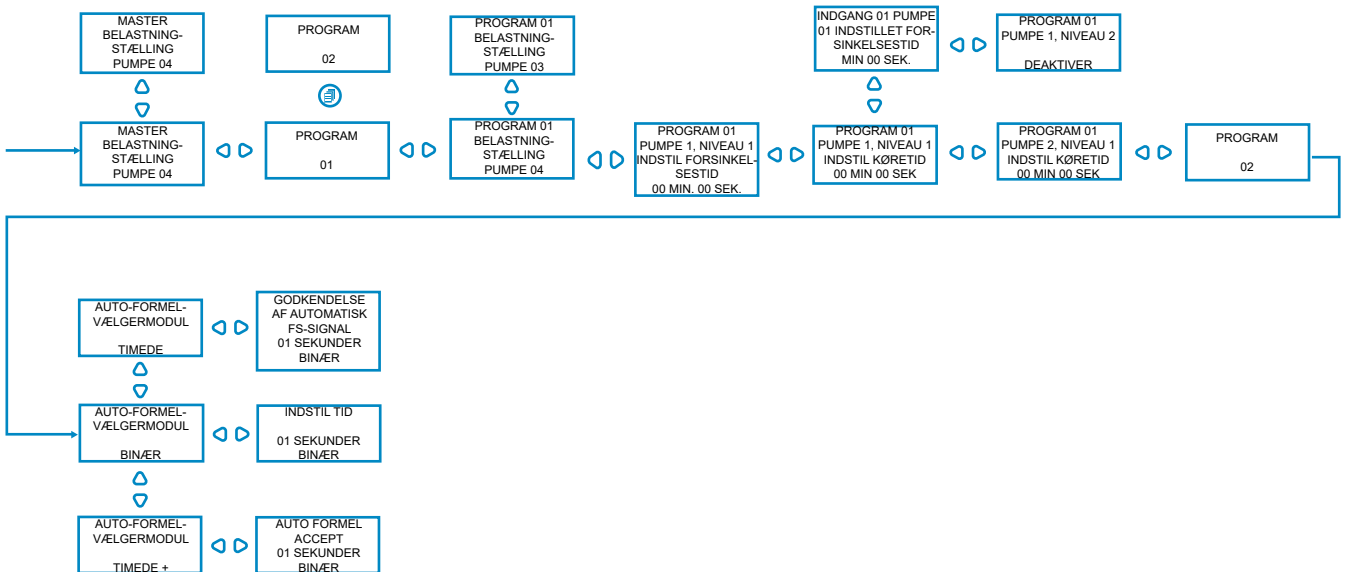 MASTER
BELASTNING-
STÆLLING
PUMPE 04
PROGRAM
02
PROGRAM 01
BELASTNING-
STÆLLING
PUMPE 03
INDGANG 01 PUMPE
01 INDSTILLET FOR-
SINKELSESTID
MIN 00 SEK.
PROGRAM 01
PUMPE 1, NIVEAU 2
DEAKTIVER
MASTER
BELASTNING-
STÆLLING
PUMPE 04
PROGRAM
01
PROGRAM 01
BELASTNING-
STÆLLING
PUMPE 04
PROGRAM 01
PUMPE 1, NIVEAU 1
INDSTIL FORSINKEL-
SESTID
00 MIN. 00 SEK.
PROGRAM 01
PUMPE 1, NIVEAU 1
INDSTIL KØRETID
00 MIN 00 SEK
PROGRAM 01
PUMPE 2, NIVEAU 1
INDSTIL KØRETID
00 MIN 00 SEK
PROGRAM
02
AUTO-FORMEL-
VÆLGERMODUL
TIMEDE
GODKENDELSE
AF AUTOMATISK
FS-SIGNAL
01 SEKUNDER
BINÆR
AUTO-FORMEL-
VÆLGERMODUL
BINÆR
INDSTIL TID
01 SEKUNDER
BINÆR
AUTO-FORMEL-
VÆLGERMODUL
TIMEDE +
AUTO FORMEL
ACCEPT
01 SEKUNDER
BINÆR